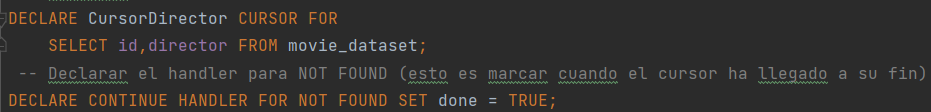 DECLARE CursorDirector CURSOR FOR
SELECT id,director FROM movie_dataset;
-- Declarar el handler para NOT FOUND (esto es marcar cuando el cursor ha llegado a su fin)
DECLARE CONTINUE HANDLER FOR NOT FOUND SET done = TRUE;